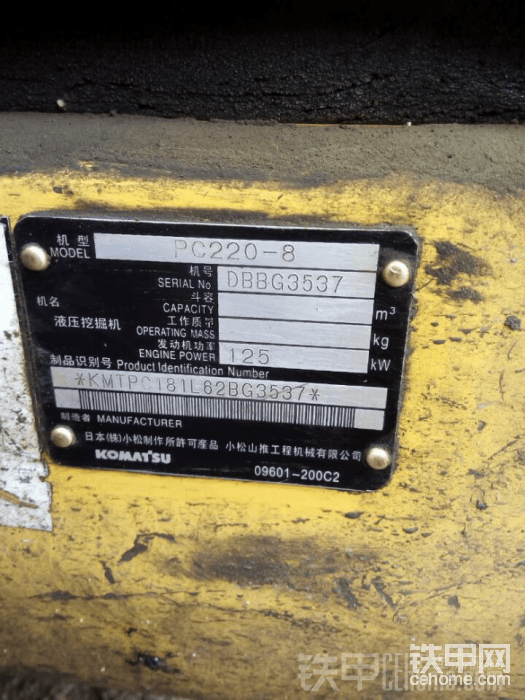 机型 MODEL PC220-8
机号 SERIAL No DBBG3537
斗容 CAPACITY m³
机名 液压挖掘机
工作质量 OPERATING MASS kg
发动机功率 ENGINE POWER 125 kW
制品识别号 Product Identification Number
*KMTPC181L62BG3537*
制造者 MANUFACTURER
日本(株)小松制作所許可産品 小松山推工程机械有限公司
KOMATSU
09601-200C2
铁甲网
cehome.com